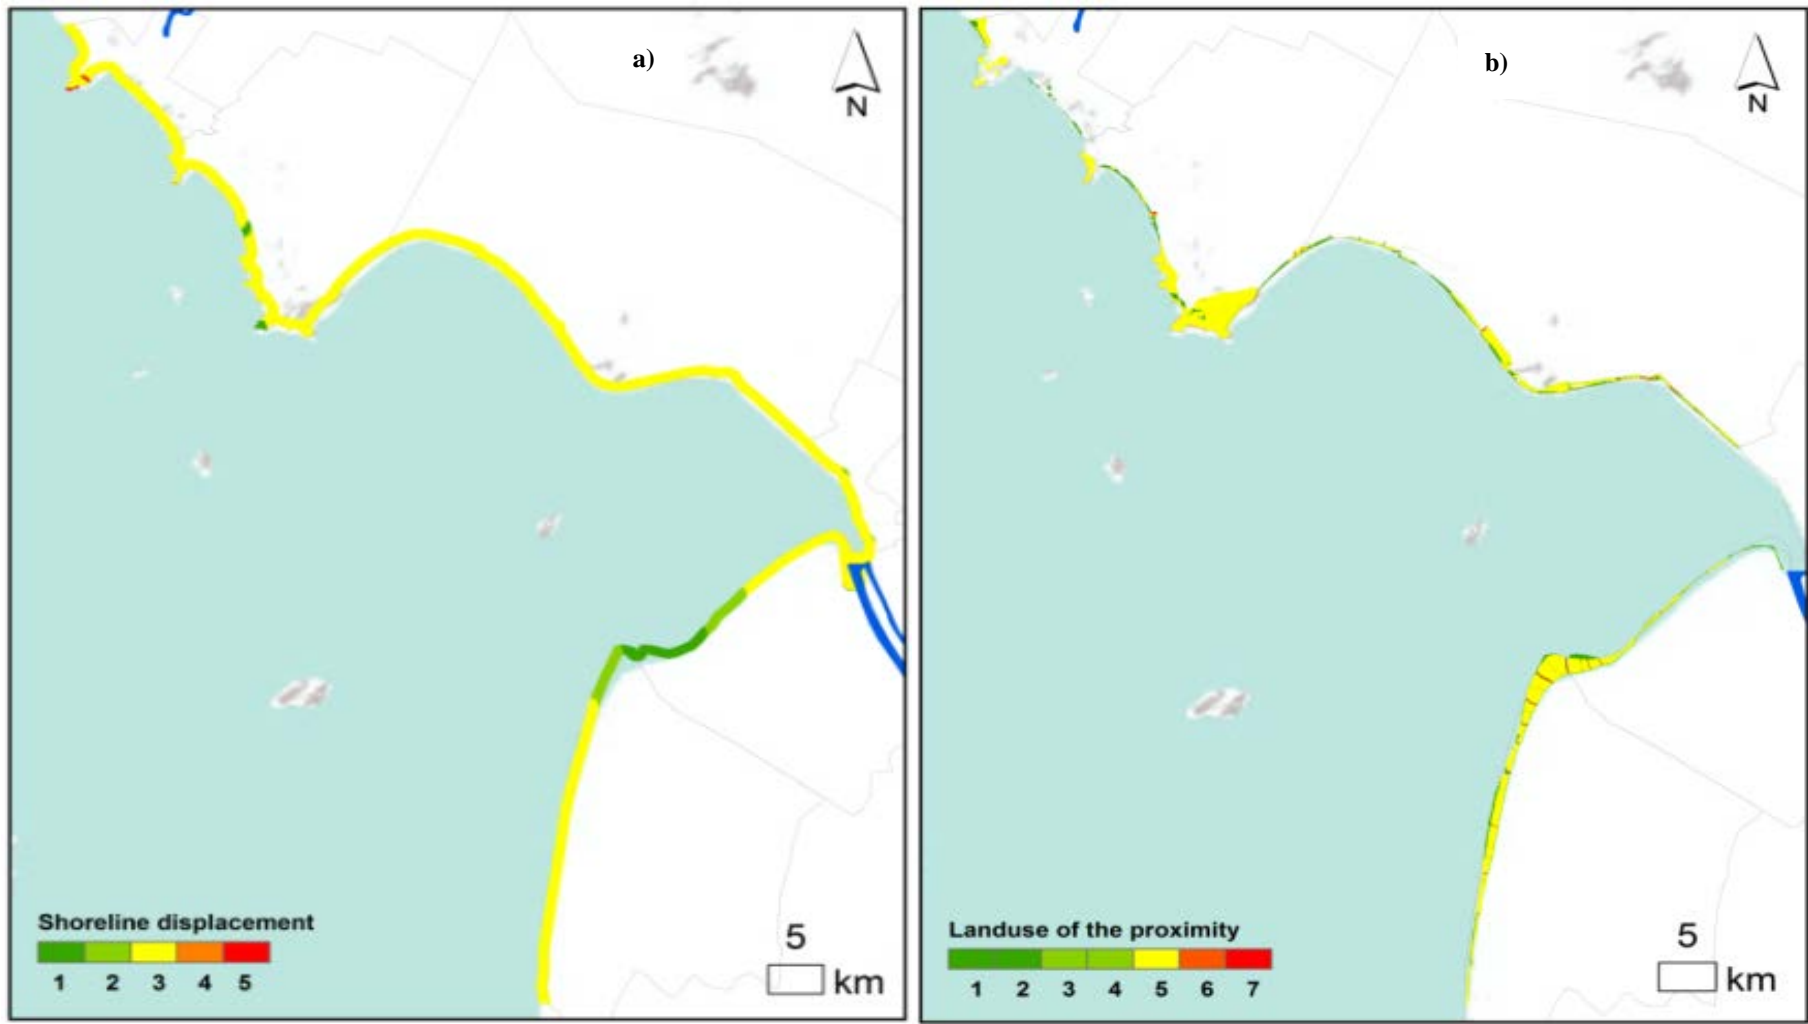 a)
N
Shoreline displacement
1 2 3 4 5
5
km
b)
N
Landuse of the proximity
1 2 3 4 5 6 7
5
km